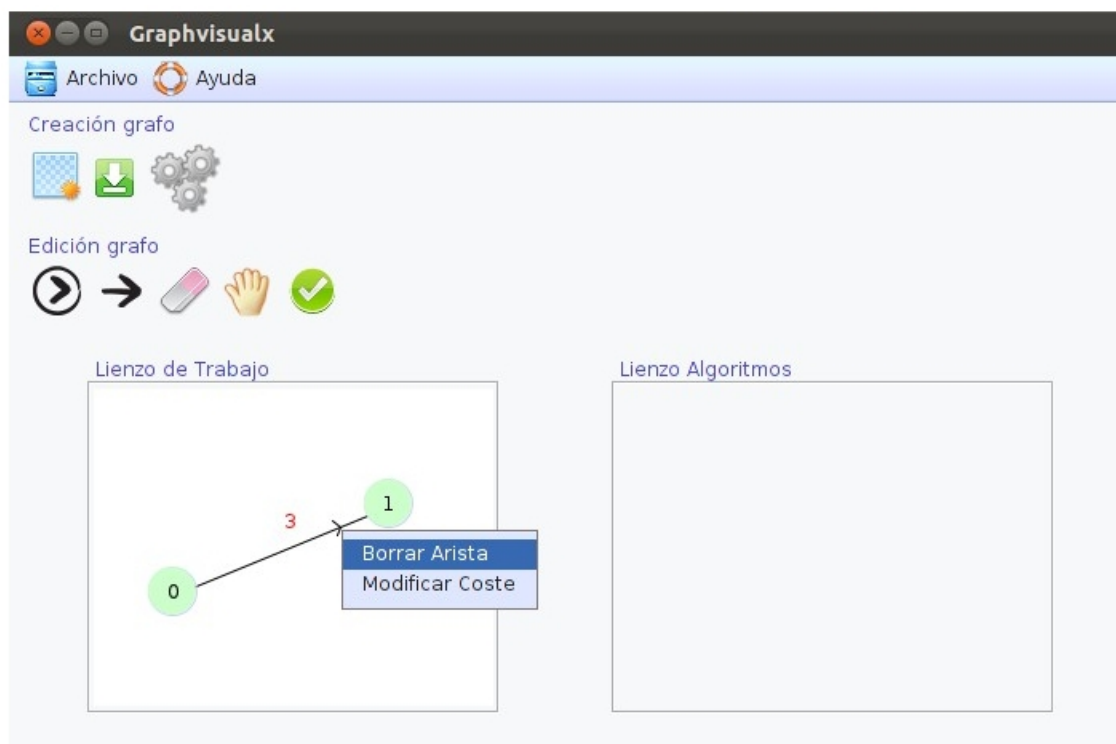 Graphvisualx
Archivo Ayuda
Creación grafo
Edición grafo
Lienzo de Trabajo
Lienzo Algoritmos
1
3
Borrar Arista
Modificar Coste
0